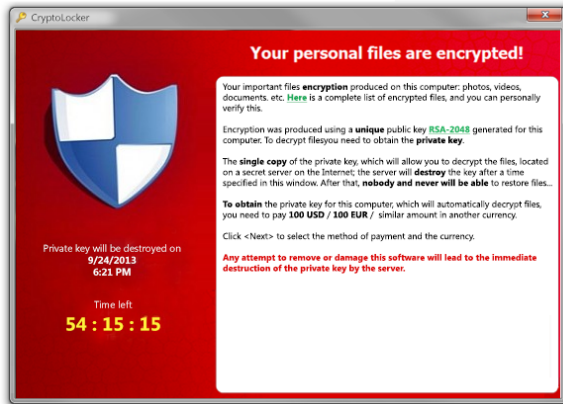 CryptoLocker
Your personal files are encrypted!
Your important files encryption produced on this computer: photos, videos,
documents. etc. Here is a complete list of encrypted files, and you can personally
verify this.
Encryption was produced using a unique public key RSA-2048 generated for this
computer. To decrypt filesyou need to obtain the private key.
The single copy of the private key, which will allow you to decrypt the files, located
on a secret server on the Internet; the server will destroy the key after a time
specified in this window. After that, nobody and never will be able to restore files...
To obtain the private key for this computer, which will automatically decrypt files,
you need to pay 100 USD / 100 EUR / similar amount in another currency.
Click <Next> to select the method of payment and the currency.
Any attempt to remove or damage this software will lead to the immediate
destruction of the private key by the server.
Private key will be destroyed on
9/24/2013
6:21 PM
Time left
54 : 15 : 15